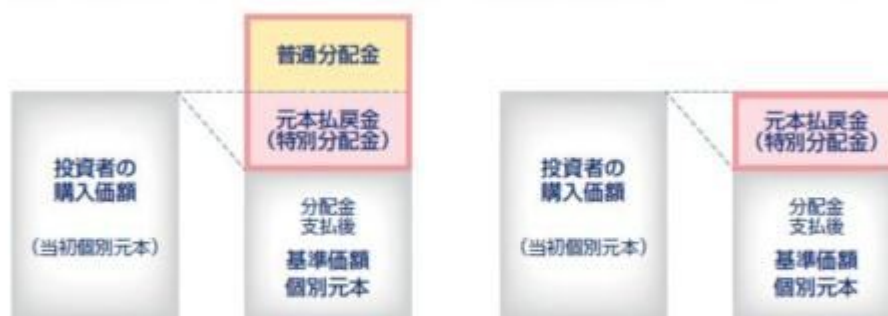 普通分配金
元本払戻金
(特別分配金)
投資者の
購入価額
(当初個別元本)
分配金
支払後
基準価額
個別元本
元本払戻金
(特別分配金)
投資者の
購入価額
(当初個別元本)
分配金
支払後
基準価額
個別元本